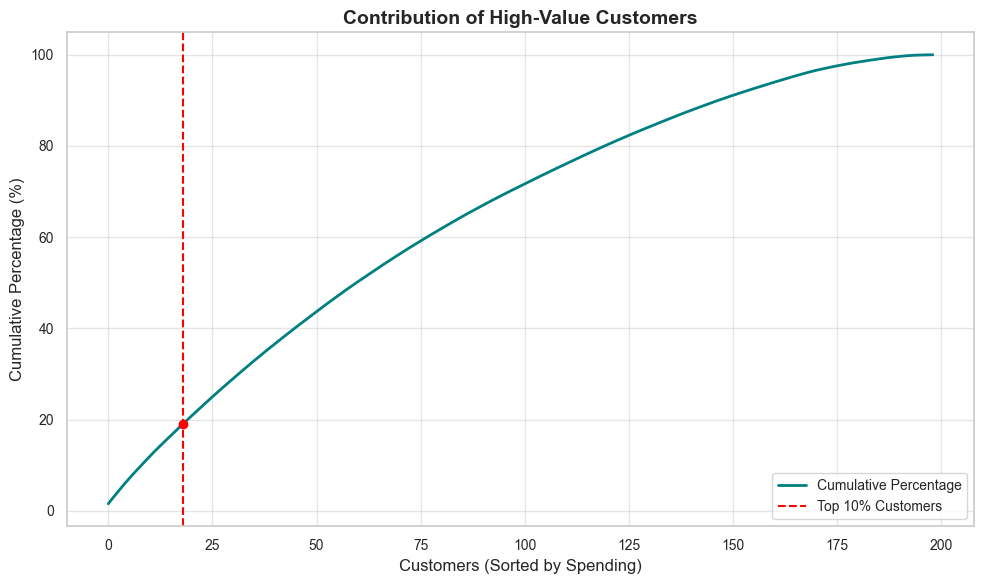 Contribution of High-Value Customers
Cumulative Percentage (%)
100
80
60
40
20
0
0 25 50 75 100 125 150 175 200
Customers (Sorted by Spending)
Cumulative Percentage
Top 10% Customers